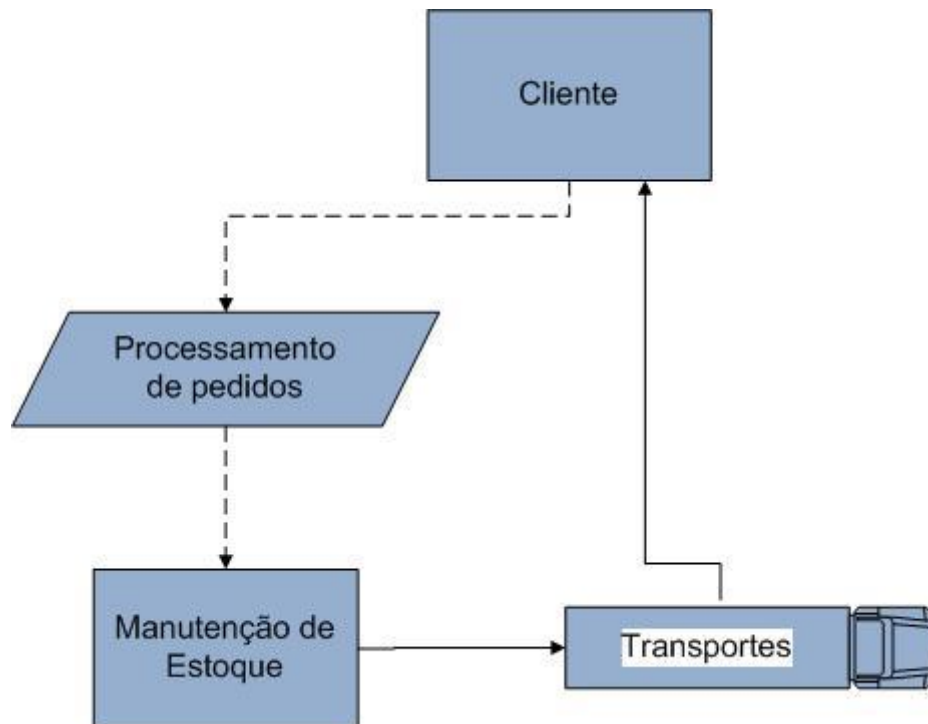 Cliente
Processamento
de pedidos
Manutenção de
Estoque
Transportes